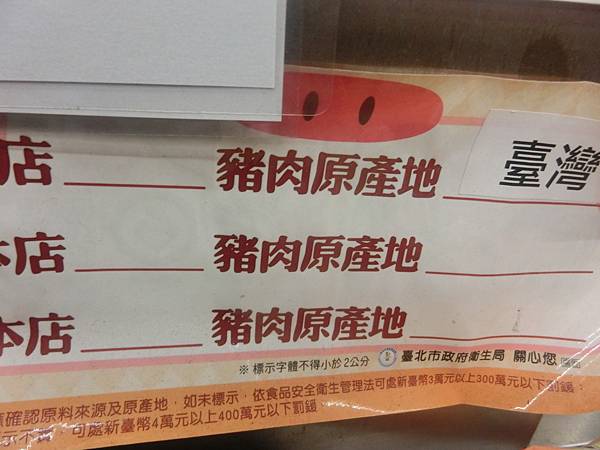 店 豬肉原產地 臺灣
本店 豬肉原產地
本店 豬肉原產地
※ 標示字體不得小於2公分 臺北市政府衛生局 關心您
確認原料來源及原產地，如未標示，依食品安全衛生管理法可處新臺幣3萬元以上300萬元以下罰鍰；
示不實，可處新臺幣4萬元以上400萬元以下罰鍰。